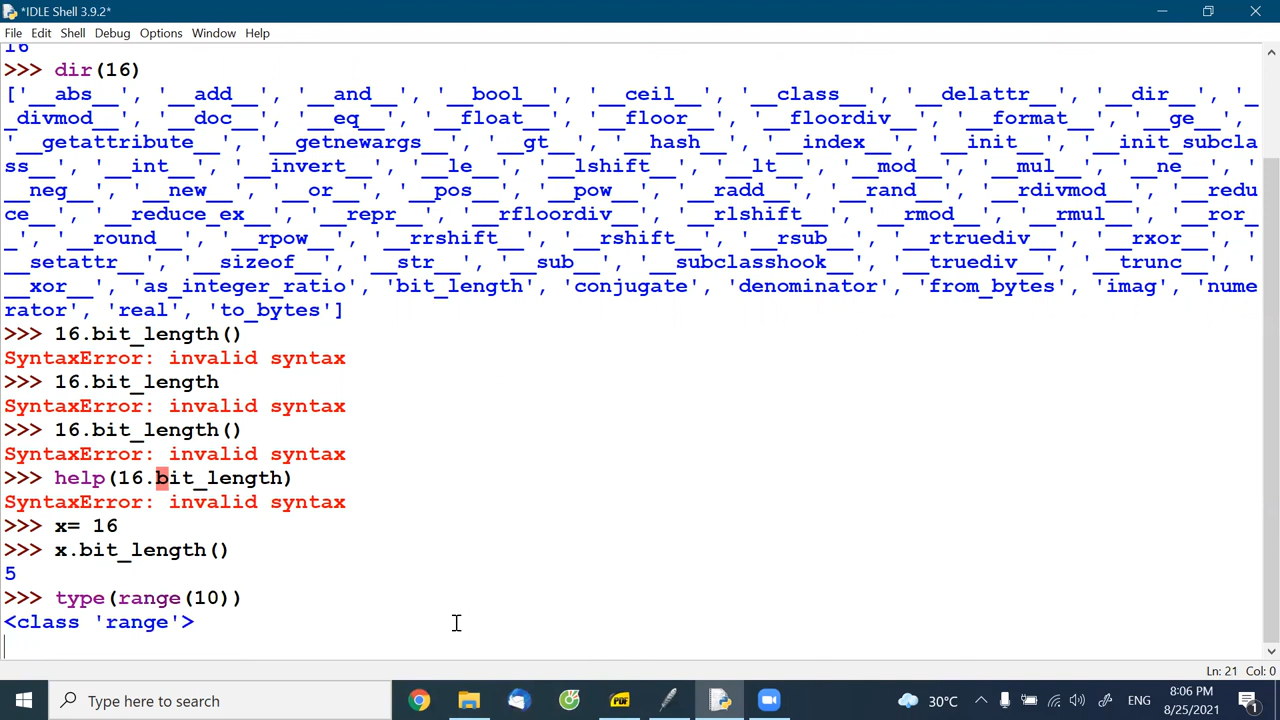 *IDLE Shell 3.9.2*
File Edit Shell Debug Options Window Help
16
>>> dir(16)
['__abs__', '__add__', '__and__', '__bool__', '__ceil__', '__class__', '__delattr__', '__dir__', '_
_divmod__', '__doc__', '__eq__', '__float__', '__floor__', '__floordiv__', '__format__', '__ge__',
'__getattribute__', '__getnewargs__', '__gt__', '__hash__', '__index__', '__init__', '__init_subcla
ss__', '__int__', '__invert__', '__le__', '__lshift__', '__lt__', '__mod__', '__mul__', '__ne__', '
__neg__', '__new__', '__or__', '__pos__', '__pow__', '__radd__', '__rand__', '__rdivmod__', '__redu
ce__', '__reduce_ex__', '__repr__', '__rfloordiv__', '__rlshift__', '__rmod__', '__rmul__', '__ror_
_', '__round__', '__rpow__', '__rrshift__', '__rshift__', '__rsub__', '__rtruediv__', '__rxor__', '
__setattr__', '__sizeof__', '__str__', '__sub__', '__subclasshook__', '__truediv__', '__trunc__', '
__xor__', 'as_integer_ratio', 'bit_length', 'conjugate', 'denominator', 'from_bytes', 'imag', 'nume
rator', 'real', 'to_bytes']
>>> 16.bit_length()
SyntaxError: invalid syntax
>>> 16.bit_length
SyntaxError: invalid syntax
>>> 16.bit_length()
SyntaxError: invalid syntax
>>> help(16.bit_length)
SyntaxError: invalid syntax
>>> x= 16
>>> x.bit_length()
5
>>> type(range(10))
<class 'range'>
Ln: 21 Col: 0
Type here to search
PDF
30°C
ENG
8:06 PM
8/25/2021
1